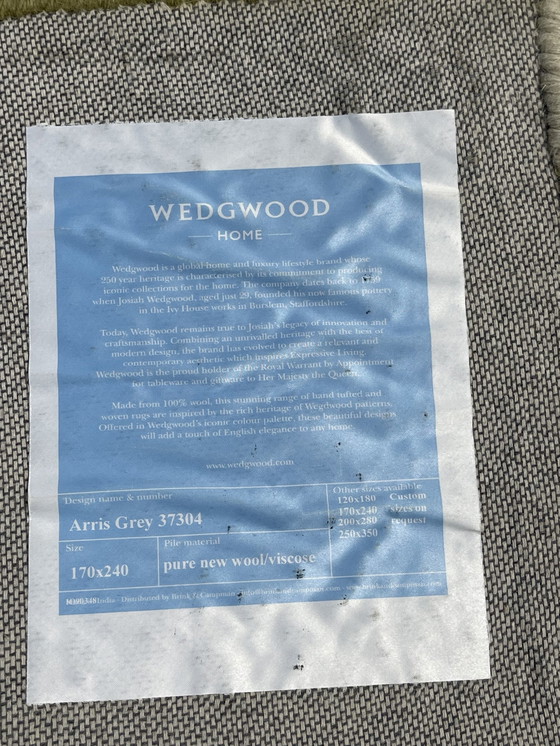 WEDGWOOD
HOME
Wedgwood is a global home and luxury lifestyle brand whose
250 year heritage is characterised by its commitment to producing
iconic collections for the home. The company dates back to 1759
when Josiah Wedgwood, aged just 29, founded his now famous pottery
in the Ivy House works in Burslem, Staffordshire.
Today, Wedgwood remains true to Josiah's legacy of innovation and
craftsmanship. Combining an unrivalled heritage with the best of
modern design, the brand has evolved to create a relevant and
contemporary aesthetic which inspires Expressive Living.
Wedgwood is the proud holder of the Royal Warrant by Appointment
for tableware and giftware to Her Majesty the Queen.
Made from 100% wool, this stunning range of hand tufted and
woven rugs are inspired by the rich heritage of Wedgwood patterns.
Offered in Wedgwood's iconic colour palette, these beautiful designs
will add a touch of English elegance to any home.
www.wedgwood.com
Design name & number
Arris Grey 37304
Other sizes available
120x180 Custom
170x240 sizes on
200x280 request
250x350
Size
170x240
Pile material
pure new wool/viscose
India - Distributed by Brink & Campman -